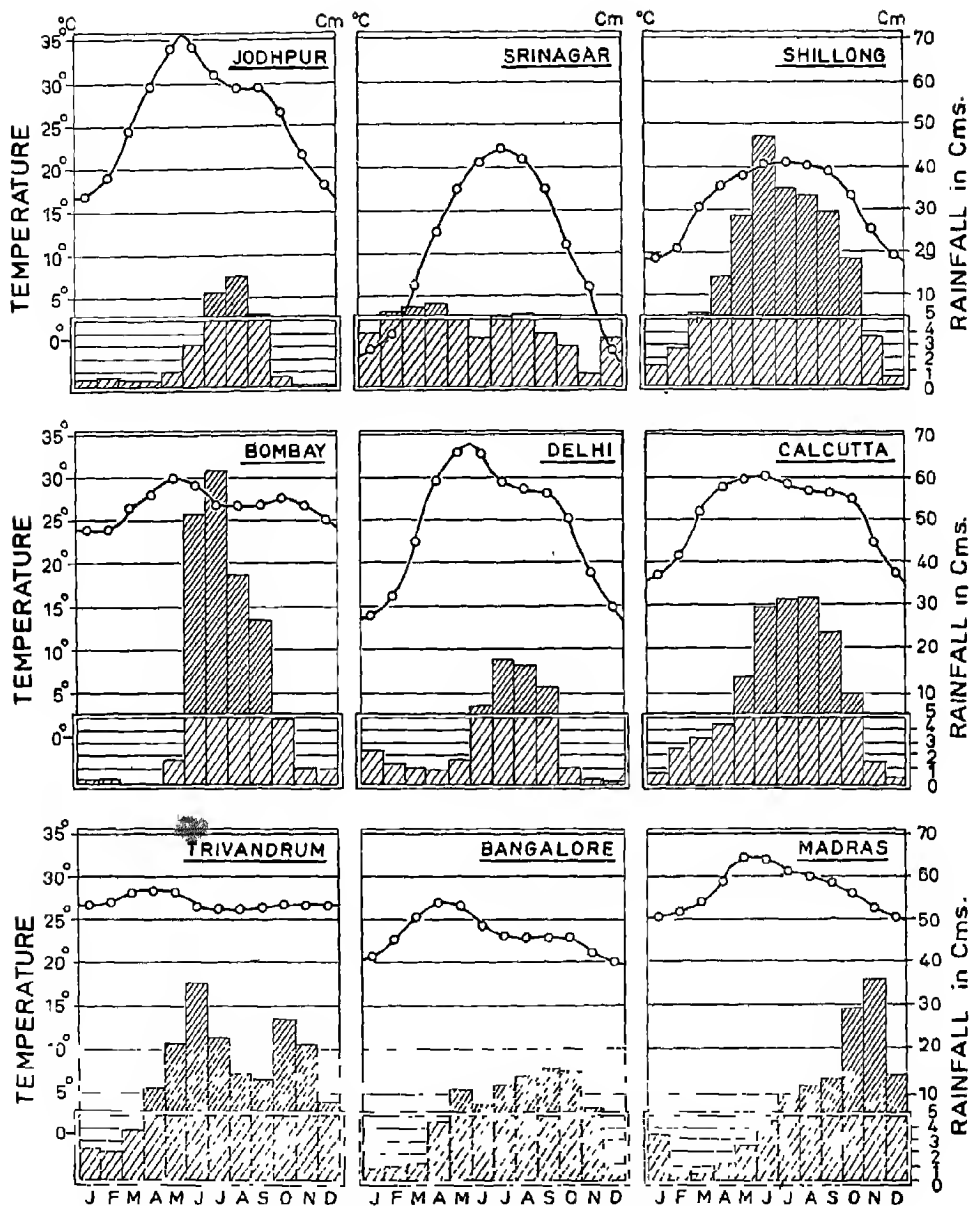 °C Cm °C Cm
JODHPUR SRINAGAR SHILLONG
35° 30° 25° 20° 15° 10° 5° 0°
TEMPERATURE
70 60 50 40 30 20 10 5 4 3 2 1 0
RAINFALL in Cms.
BOMBAY DELHI CALCUTTA
35° 30° 25° 20° 15° 10° 5° 0°
TEMPERATURE
70 60 50 40 30 20 10 5 2 3 2 1 0
RAINFALL in Cms.
TRIVANDRUM BANGALORE MADRAS
35° 30° 25° 20° 15° 0° 5° 0
TEMPERATURE
70 60 50 40 30 20 10 5 4 3 2 1 0
RAINFALL in Cms.
J F M A M J J A S O N D J F M A M J J A S O N D J F M A M J J A S O N D